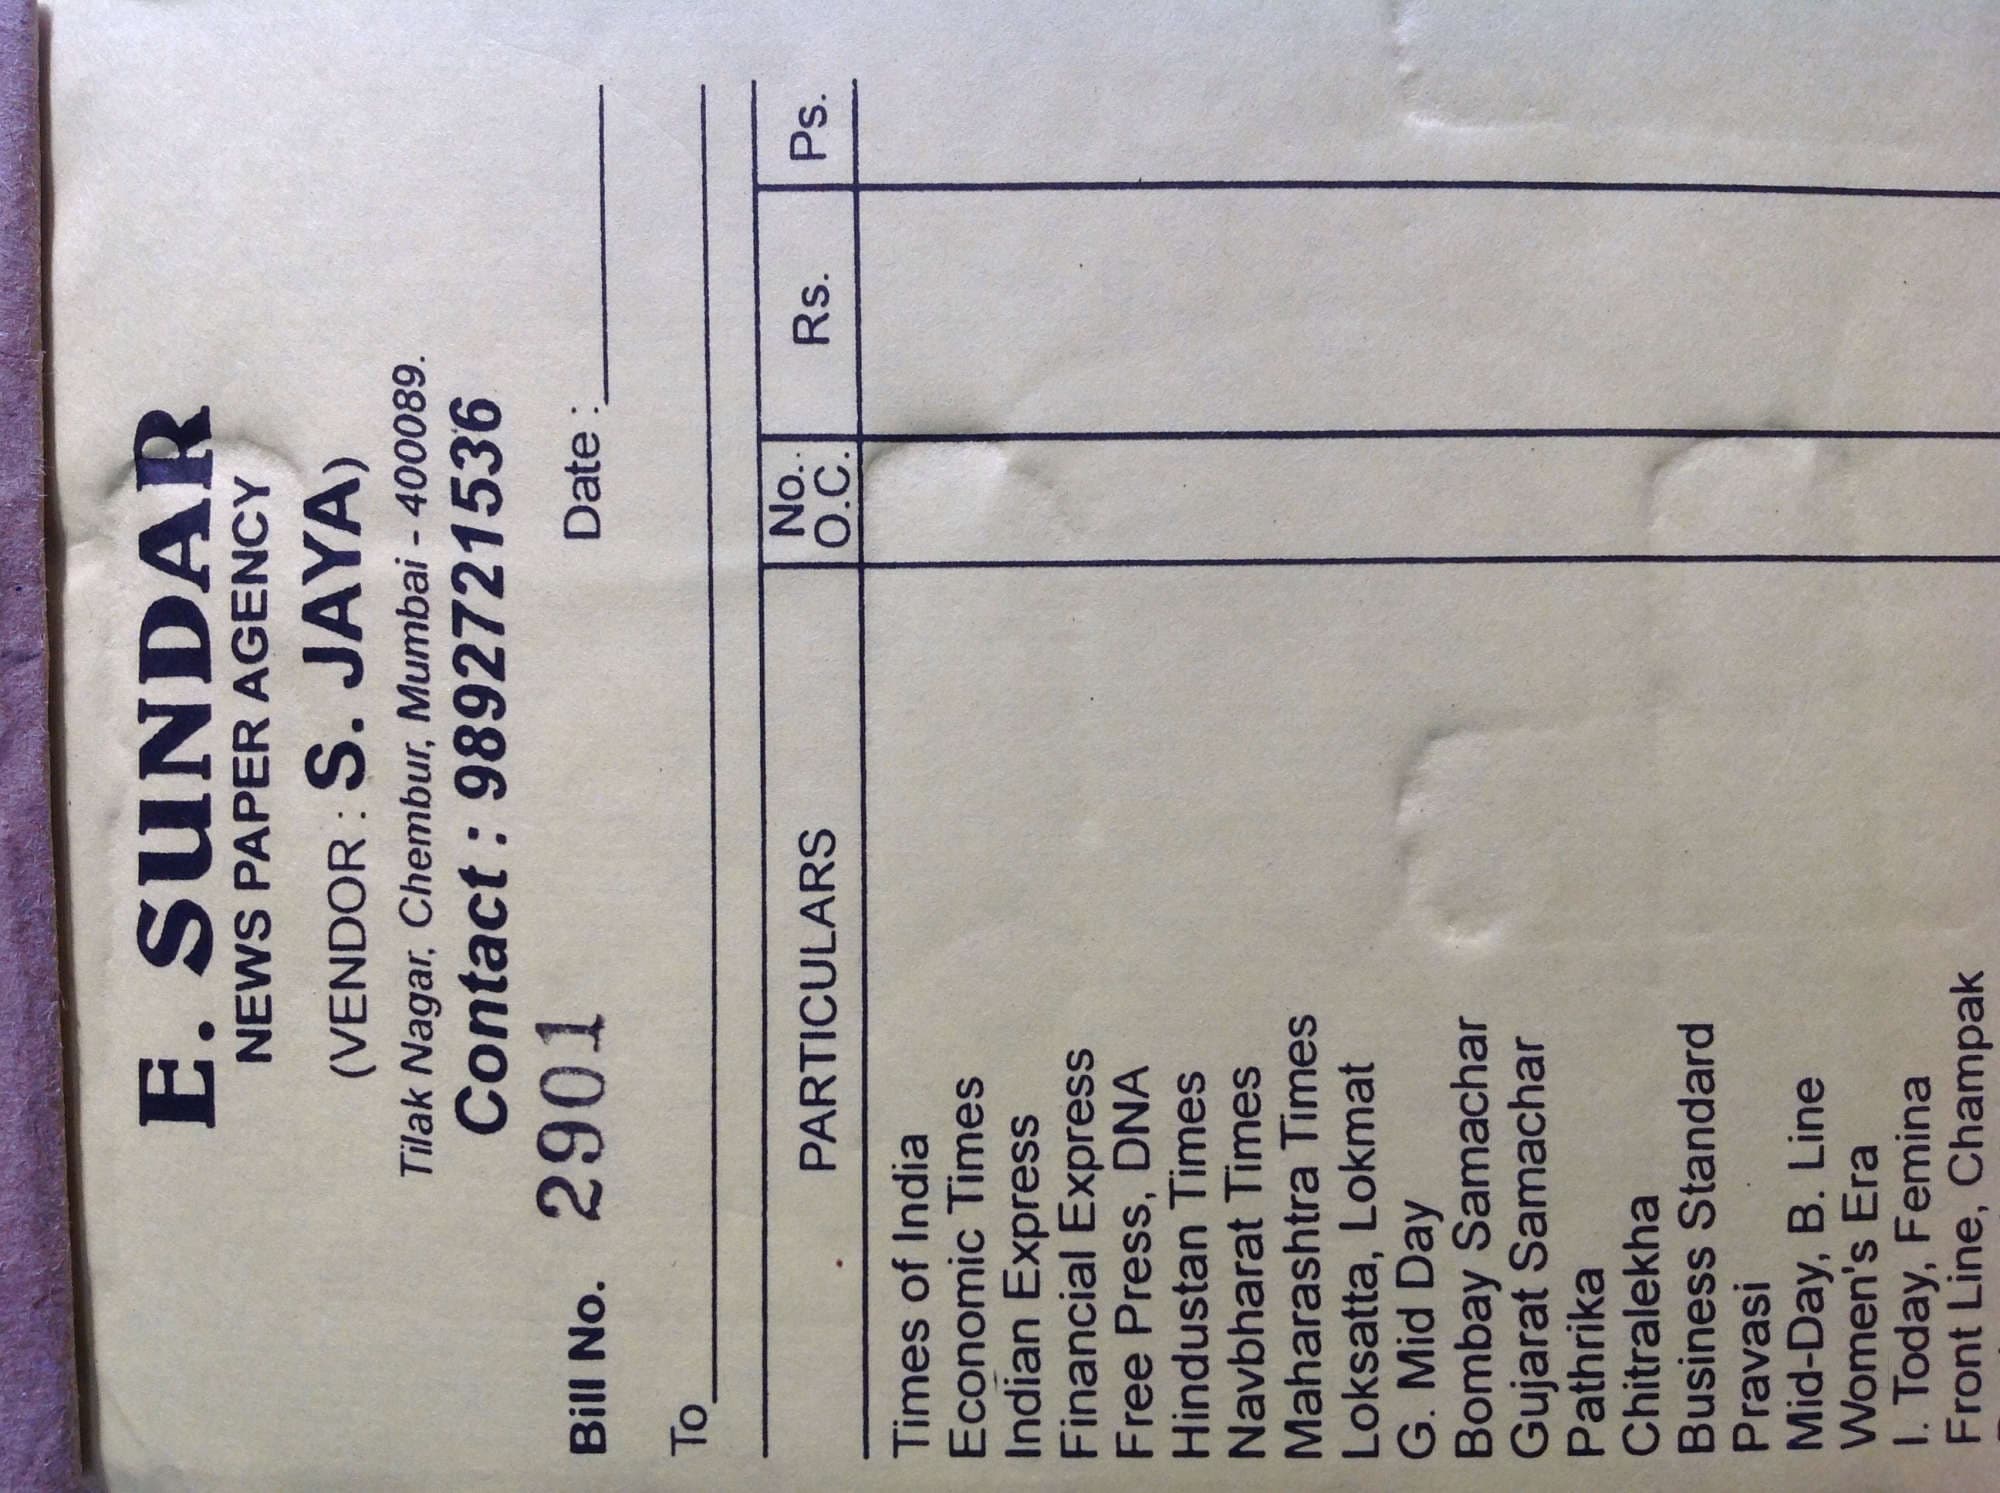 E. SUNDAR
NEWS PAPER AGENCY
(VENDOR : S. JAYA)
Tilak Nagar, Chembur, Mumbai - 400089.
Contact : 9892721536
Bill No. 2901 Date :
To
PARTICULARS No. O.C. Rs. Ps.
Times of India
Economic Times
Indian Express
Financial Express
Free Press, DNA
Hindustan Times
Navbharat Times
Maharashtra Times
Loksatta, Lokmat
G. Mid Day
Bombay Samachar
Gujarat Samachar
Pathrika
Chitralekha
Business Standard
Pravasi
Mid-Day, B. Line
Women's Era
I. Today, Femina
Front Line, Champak